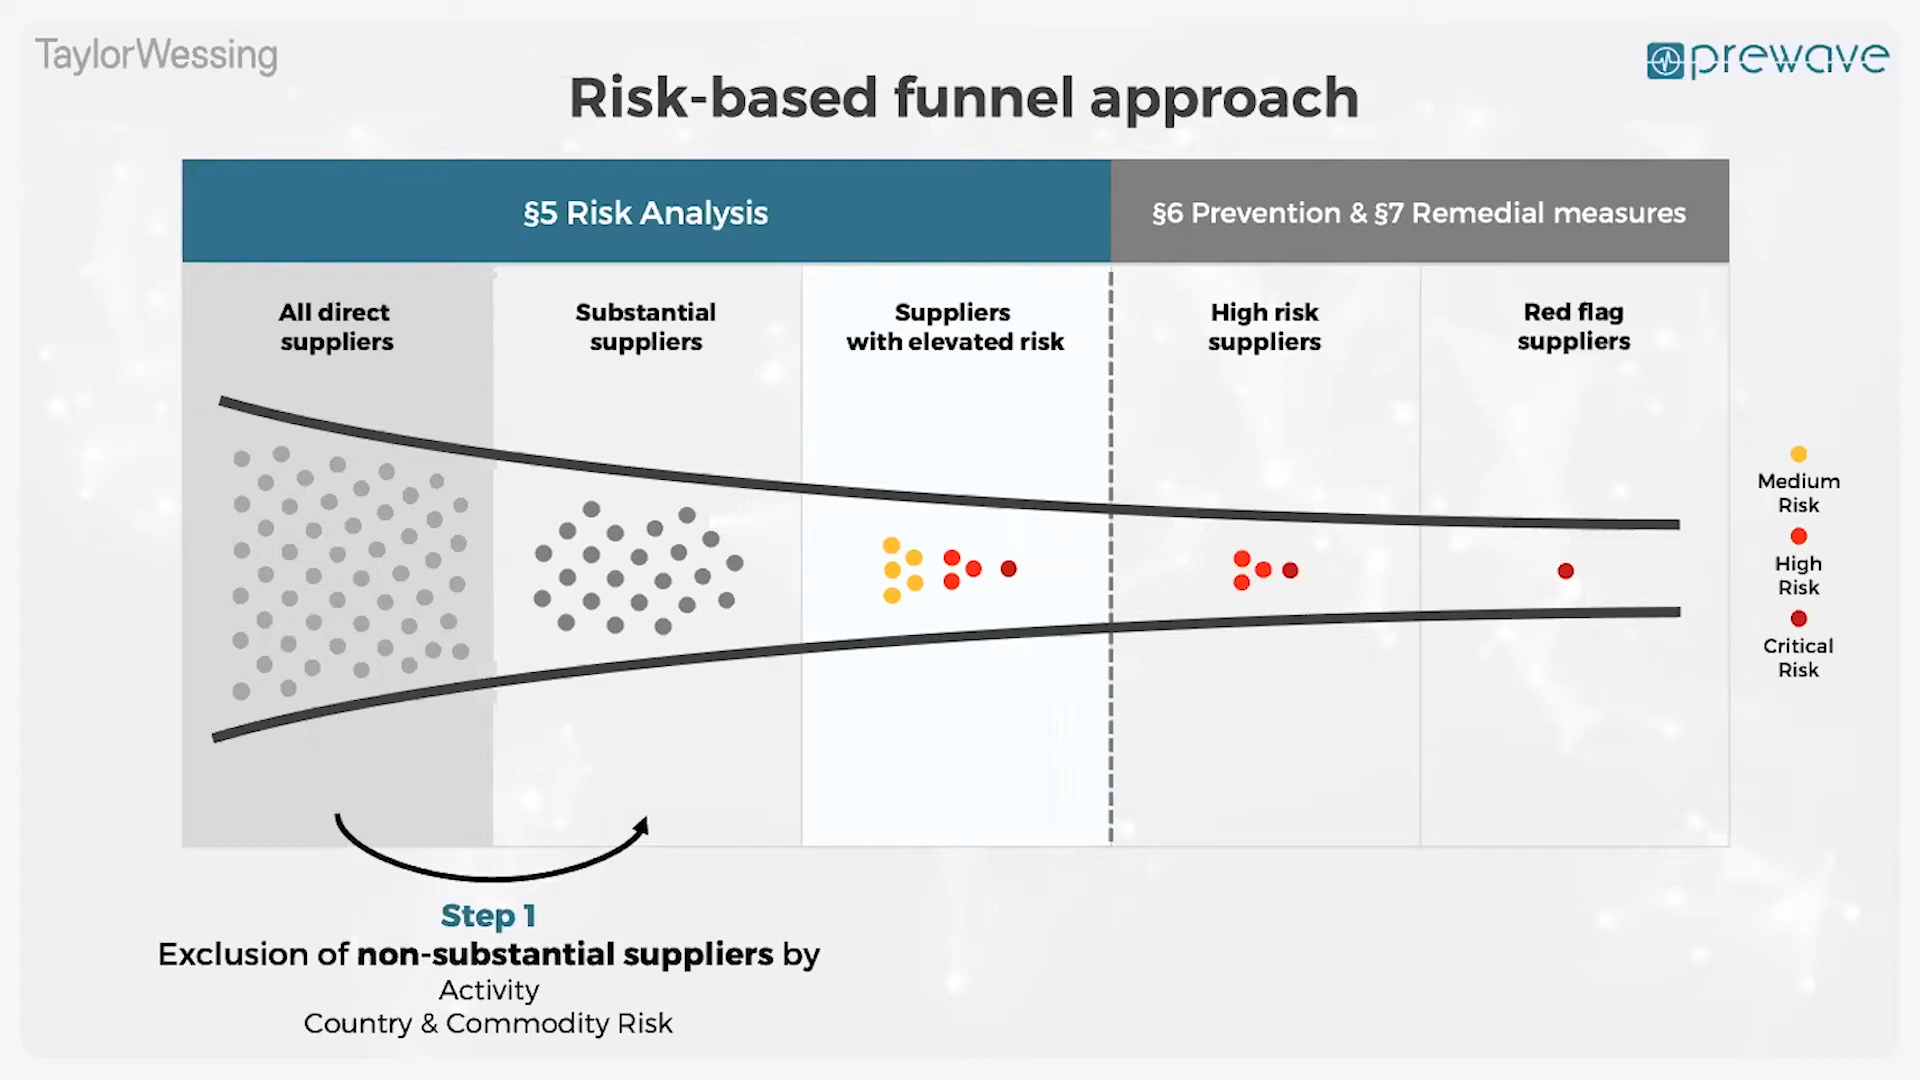 TaylorWessing
prewave
Risk-based funnel approach
§5 Risk Analysis
§6 Prevention & §7 Remedial measures
All direct
suppliers
Substantial
suppliers
Suppliers
with elevated risk
High risk
suppliers
Red flag
suppliers
Medium
Risk
High
Risk
Critical
Risk
Step 1
Exclusion of non-substantial suppliers by
Activity
Country & Commodity Risk